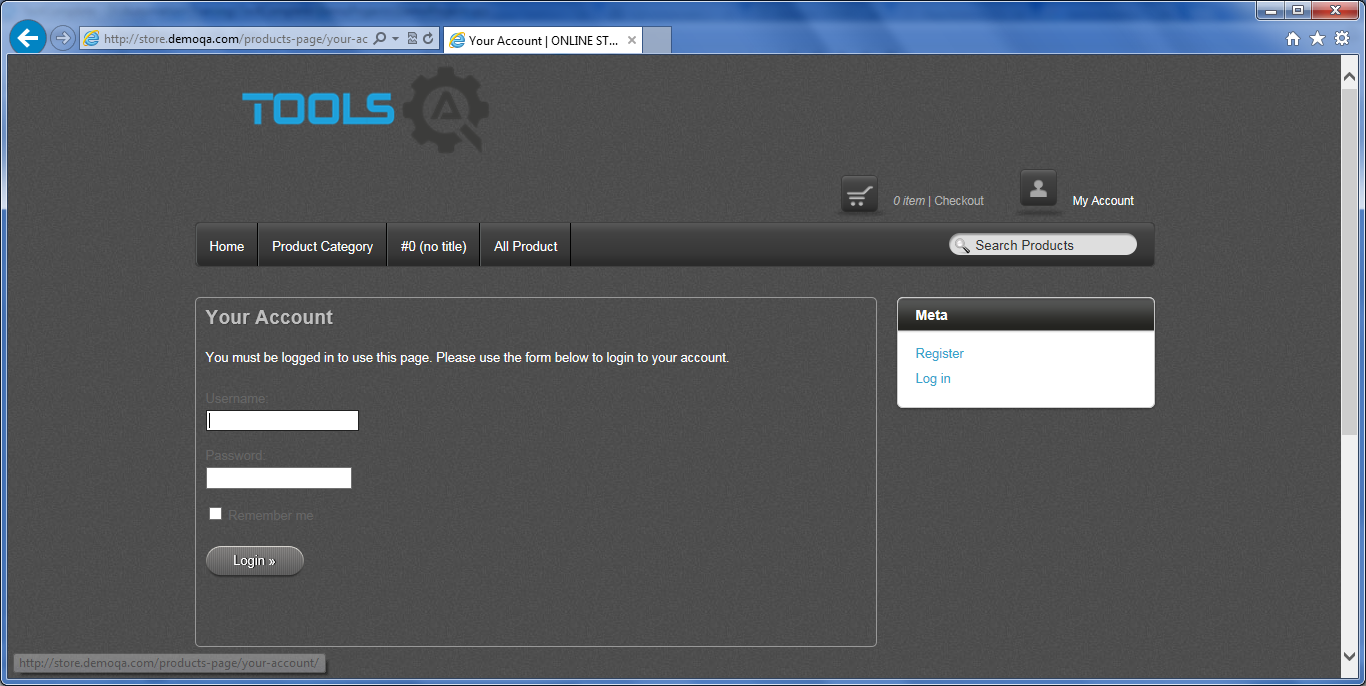 http://store.demoqa.com/products-page/your-ac
Your Account | ONLINE ST...
TOOLS
0 item | Checkout
My Account
Home
Product Category
#0 (no title)
All Product
Search Products
Your Account
You must be logged in to use this page. Please use the form below to login to your account.
Username:
Password:
Remember me
Login »
Meta
Register
Log in
http://store.demoqa.com/products-page/your-account/